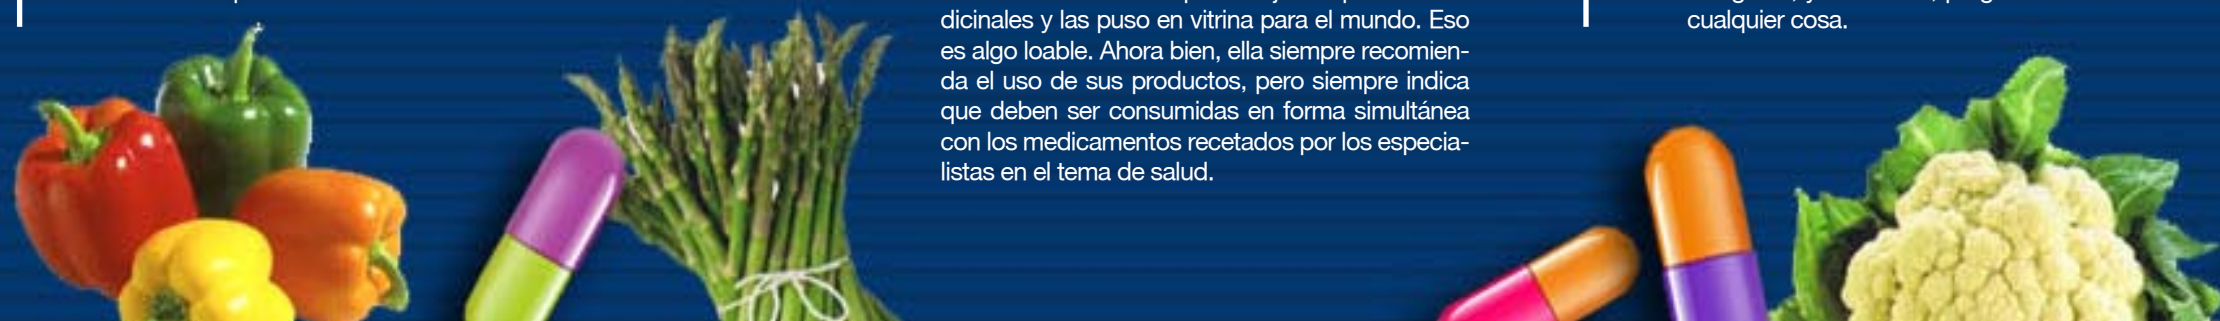 dicinales y las puso en vitrina para el mundo. Eso
es algo loable. Ahora bien, ella siempre recomien-
da el uso de sus productos, pero siempre indica
que deben ser consumidas en forma simultánea
con los medicamentos recetados por los especia-
listas en el tema de salud.
cualquier cosa.